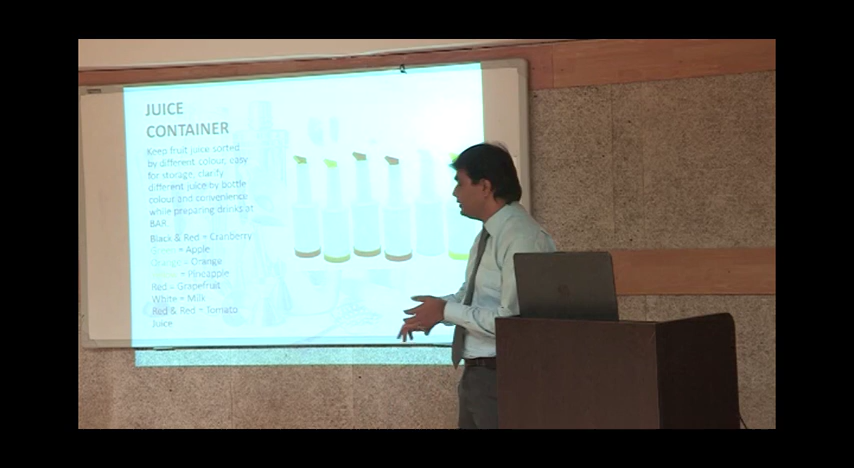 JUICE
CONTAINER
Keep fruit juice sorted
by different colour, easy
for storage, clarify
different juice by bottle
colour and convenience
while preparing drinks at
BAR
Black & Red = Cranberry
Green = Apple
Orange = Orange
= Pineapple
Red = Grapefruit
White = Milk
Red & Red = Tomato
Juice